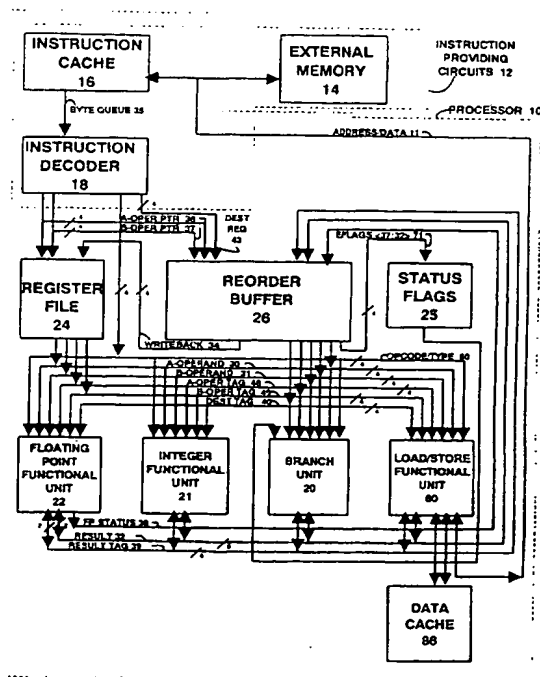 INSTRUCTION
CACHE
16
EXTERNAL
MEMORY
14
INSTRUCTION
PROVIDING
CIRCUITS 12
PROCESSOR 10
BYTE QUEUE 35
ADDRESS/DATA 11
INSTRUCTION
DECODER
18
A-OPER PTR 36
B-OPER PTR 37
DEST
REG
43
EFLAGS <37:32> 71
REGISTER
FILE
24
REORDER
BUFFER
26
STATUS
FLAGS
25
WRITEBACK 34
OPCODE/TYPE 60
A-OPERAND 30
B-OPERAND 31
A-OPER TAG 48
B-OPER TAG
DEST TAG 40
FLOATING
POINT
FUNCTIONAL
UNIT
22
INTEGER
FUNCTIONAL
UNIT
21
BRANCH
UNIT
20
LOAD/STORE
FUNCTIONAL
UNIT
80
FP STATUS
RESULT 32
RESULT TAG 39
DATA
CACHE
86